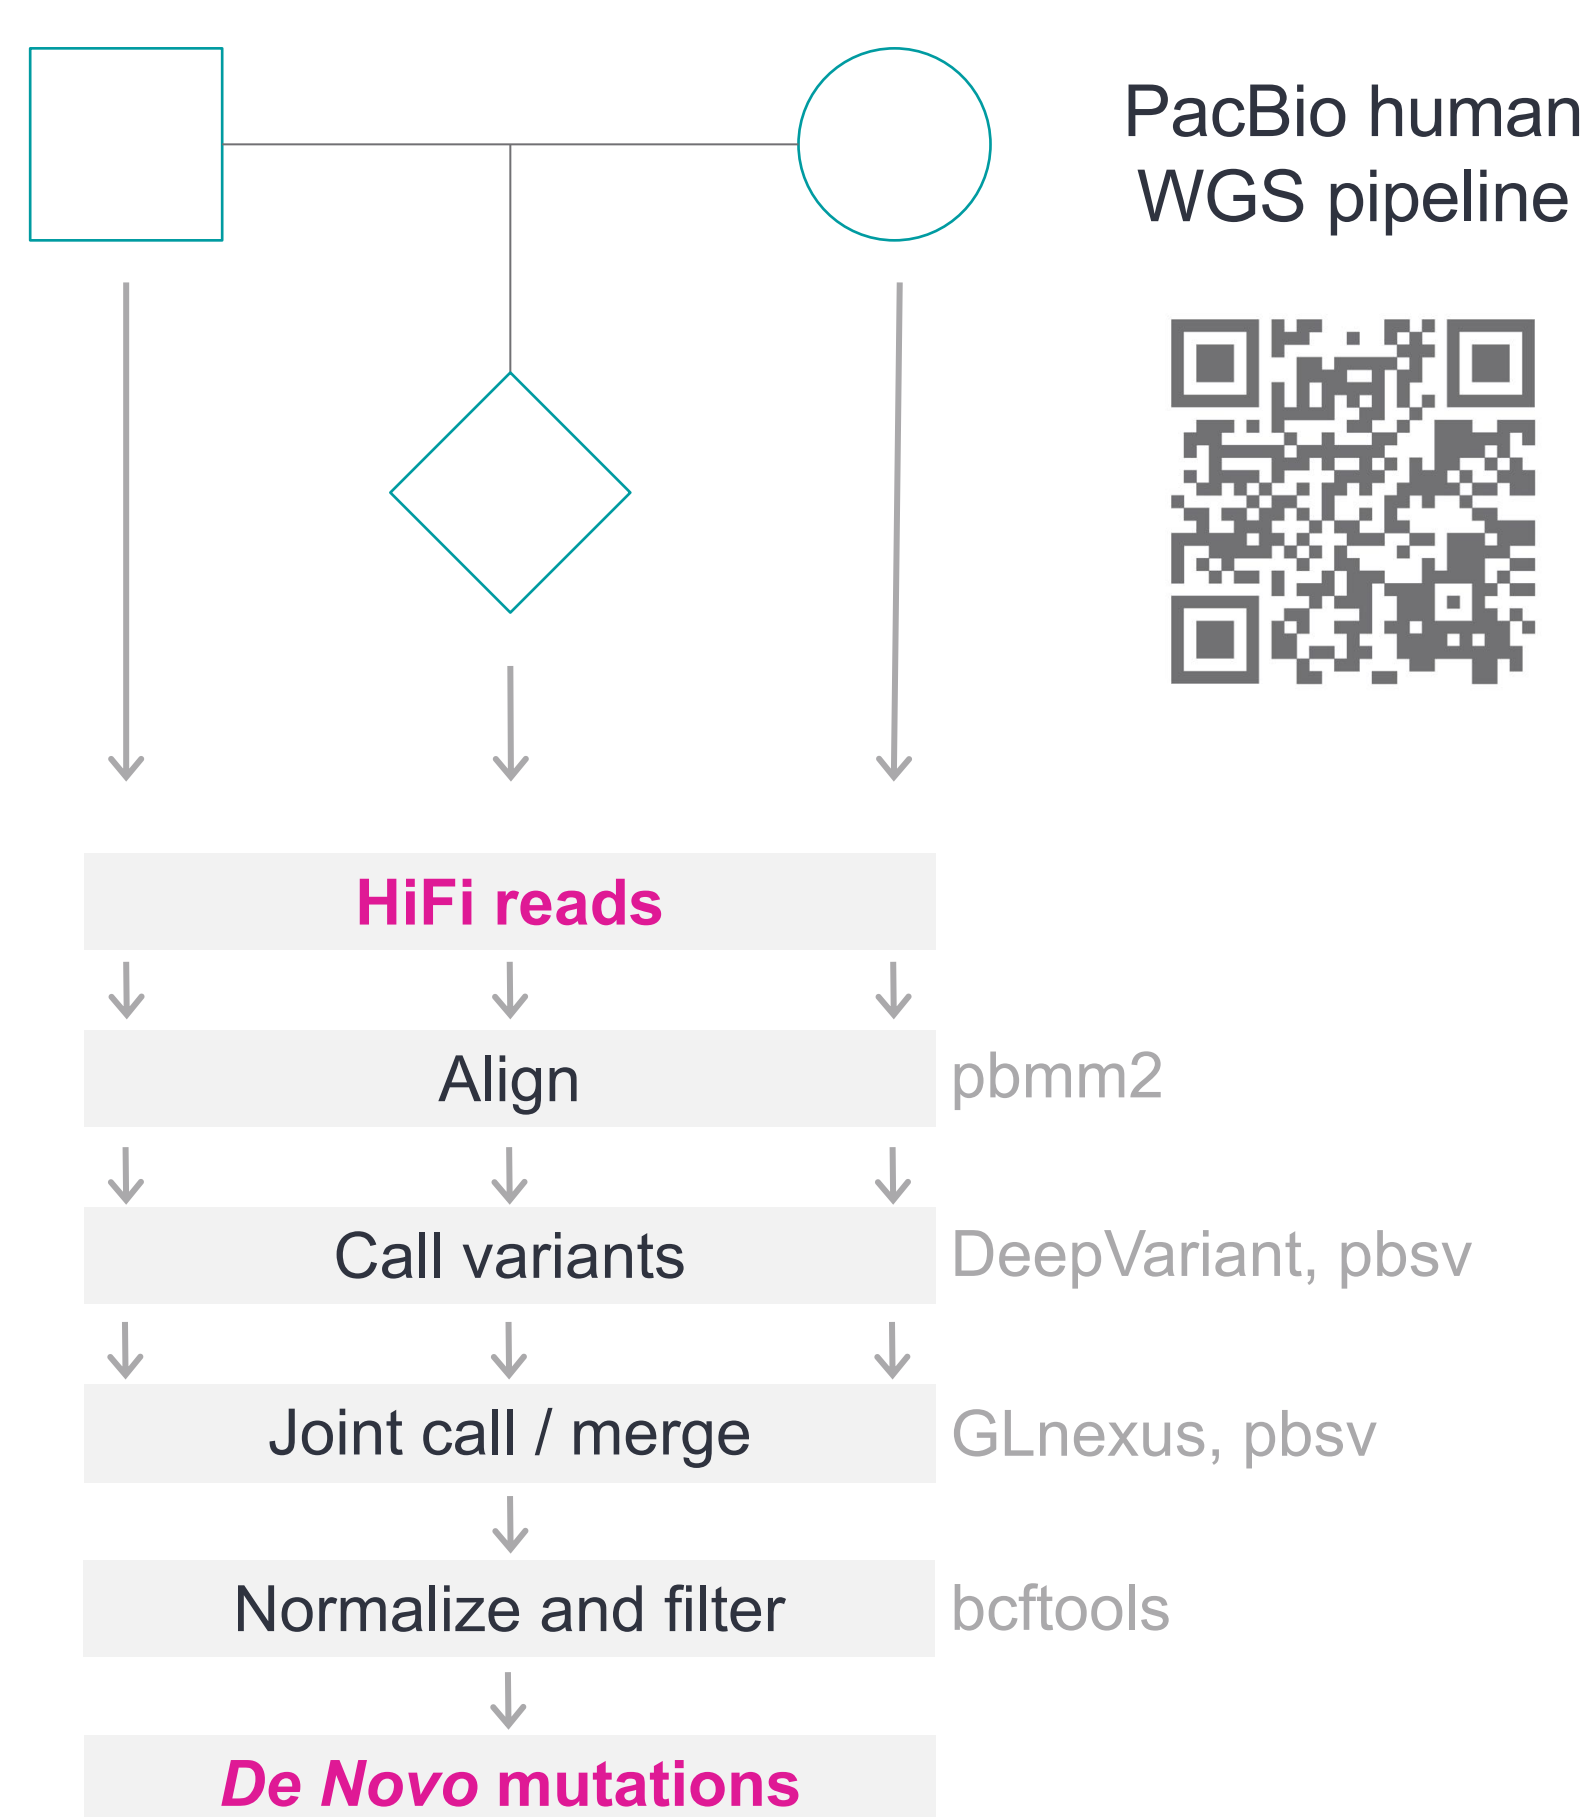 PacBio human
WGS pipeline
HiFi reads
Align
pbmm2
Call variants
DeepVariant, pbsv
Joint call / merge
GLnexus, pbsv
Normalize and filter
bcftools
De Novo mutations